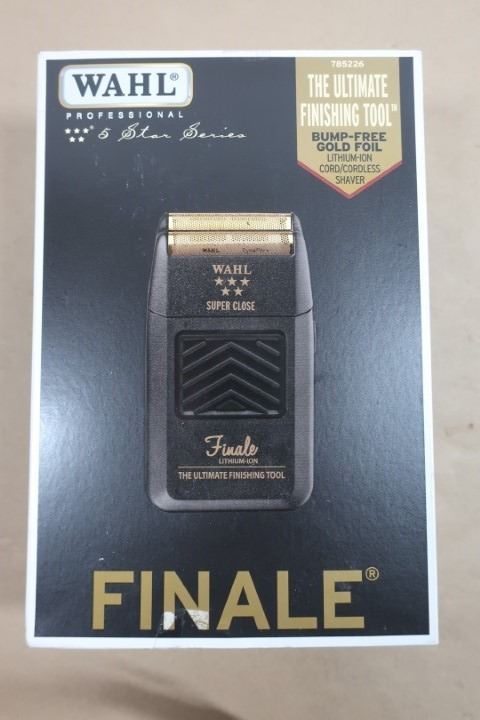 WAHL®
PROFESSIONAL
5 Star Series
785226
THE ULTIMATE
FINISHING TOOL™
BUMP-FREE
GOLD FOIL
LITHIUM-ION
CORD/CORDLESS
SHAVER
WAHL
WAHL
SUPER CLOSE
Finale
LITHIUM-ION
THE ULTIMATE FINISHING TOOL
FINALE®